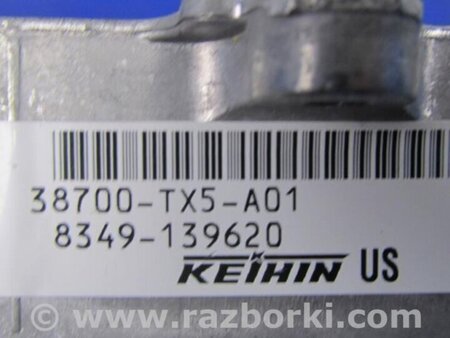 38700-TX5-A01
8349-139620
KEIHIN US
© www.razborki.com